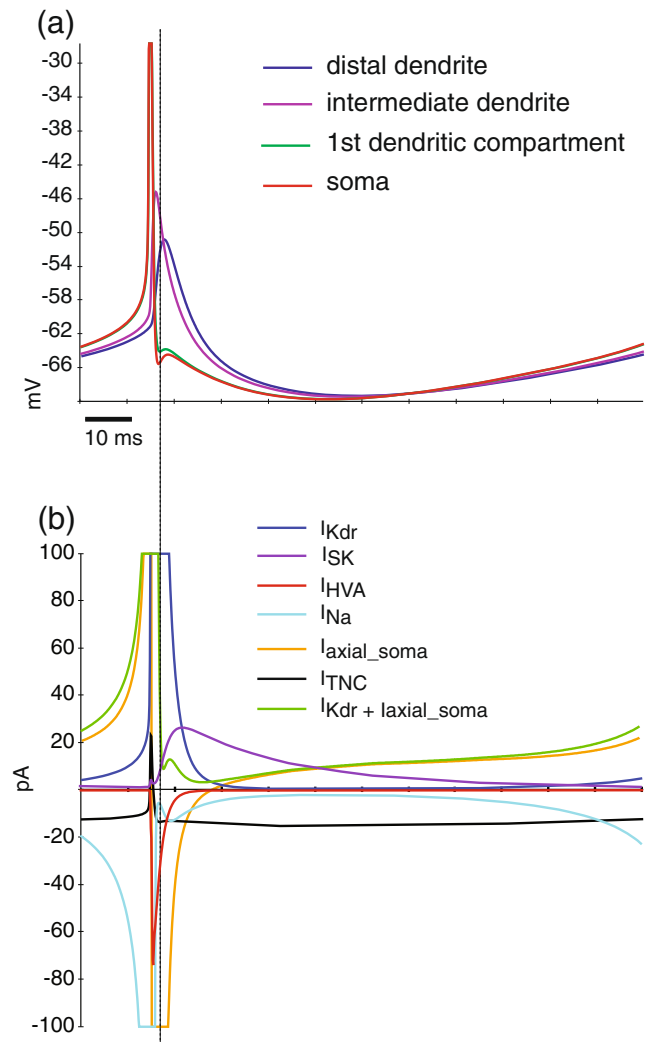 (a)
-30
-34
-38
-42
-46
-50
-54
-58
-62
-66
mV
distal dendrite
intermediate dendrite
1st dendritic compartment
soma
10 ms
(b)
100
80
60
40
20
pA
-20
-40
-60
-80
-100
IKdr
ISK
IHVA
INa
Iaxial_soma
ITNC
IKdr + Iaxial_soma